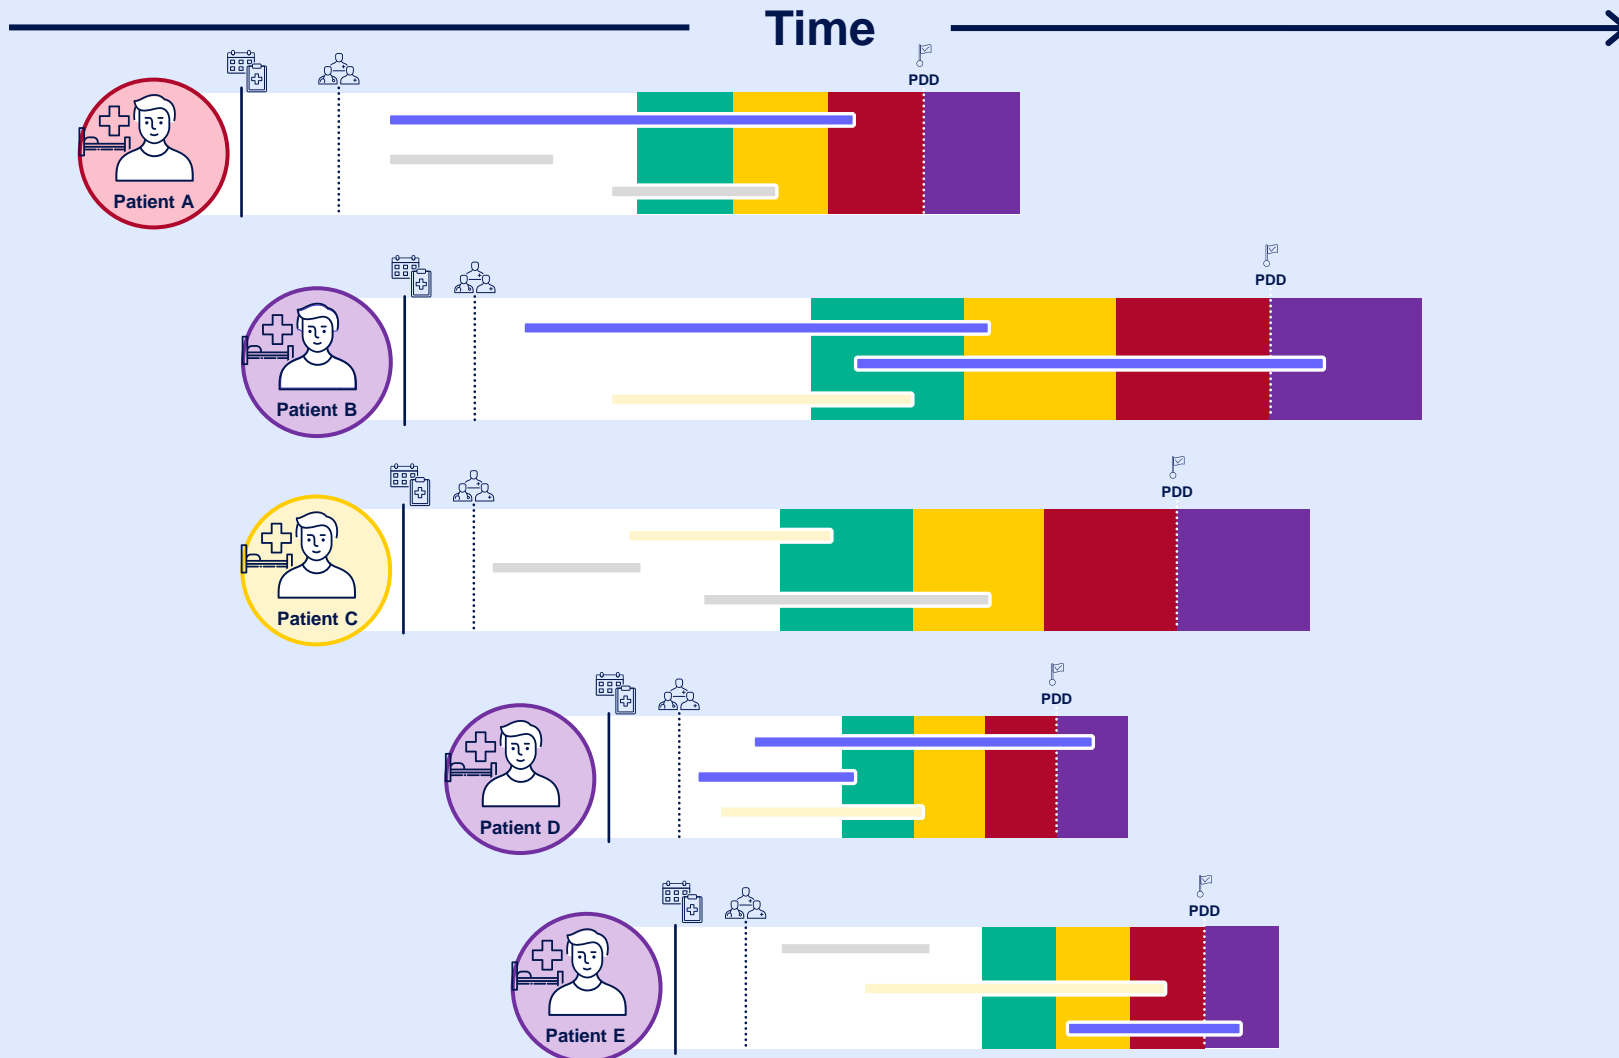 Time
PDD
Patient A
PDD
Patient B
PDD
Patient C
PDD
Patient D
PDD
Patient E